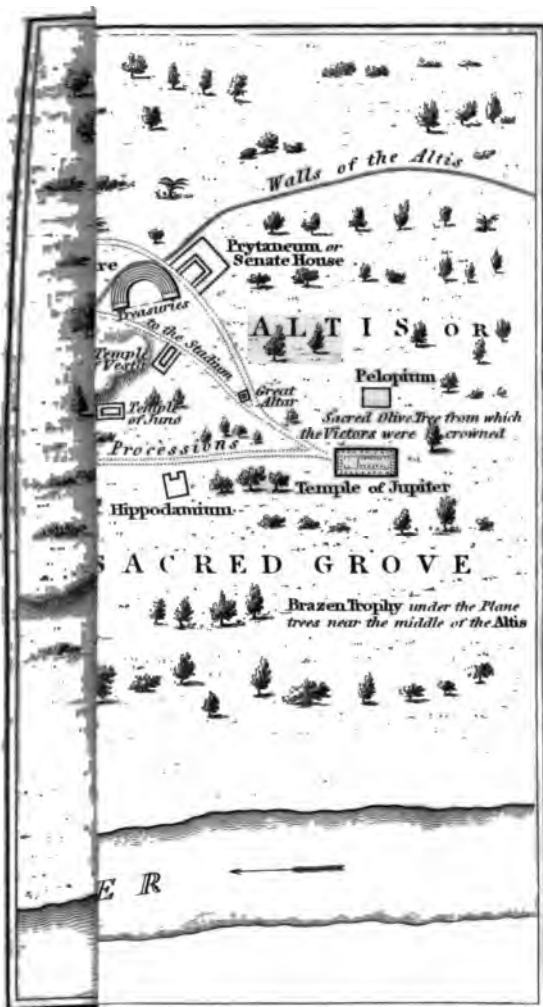 Walls of the Altis
Prytaneum or
Senate House
re
Treasuries
to the Stadium
ALTIS OR
Temple
of Vesta
Great
Altar
Pelopium
Temple
of Juno
Sacred Olive Tree from which
the Victors were crowned
Processions
Temple of Jupiter
Hippodamium
SACRED GROVE
Brazen Trophy under the Plane
trees near the middle of the Altis
ER